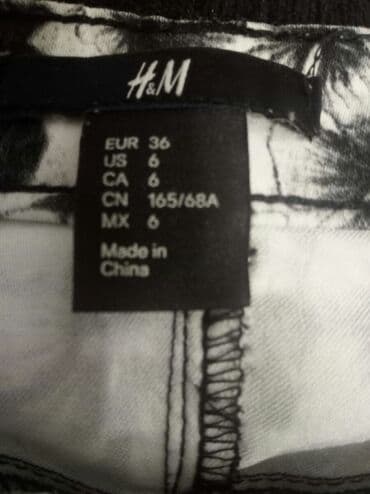 H&M
EUR 36
US 6
CA 6
CN 165/68A
MX 6
Made in
China